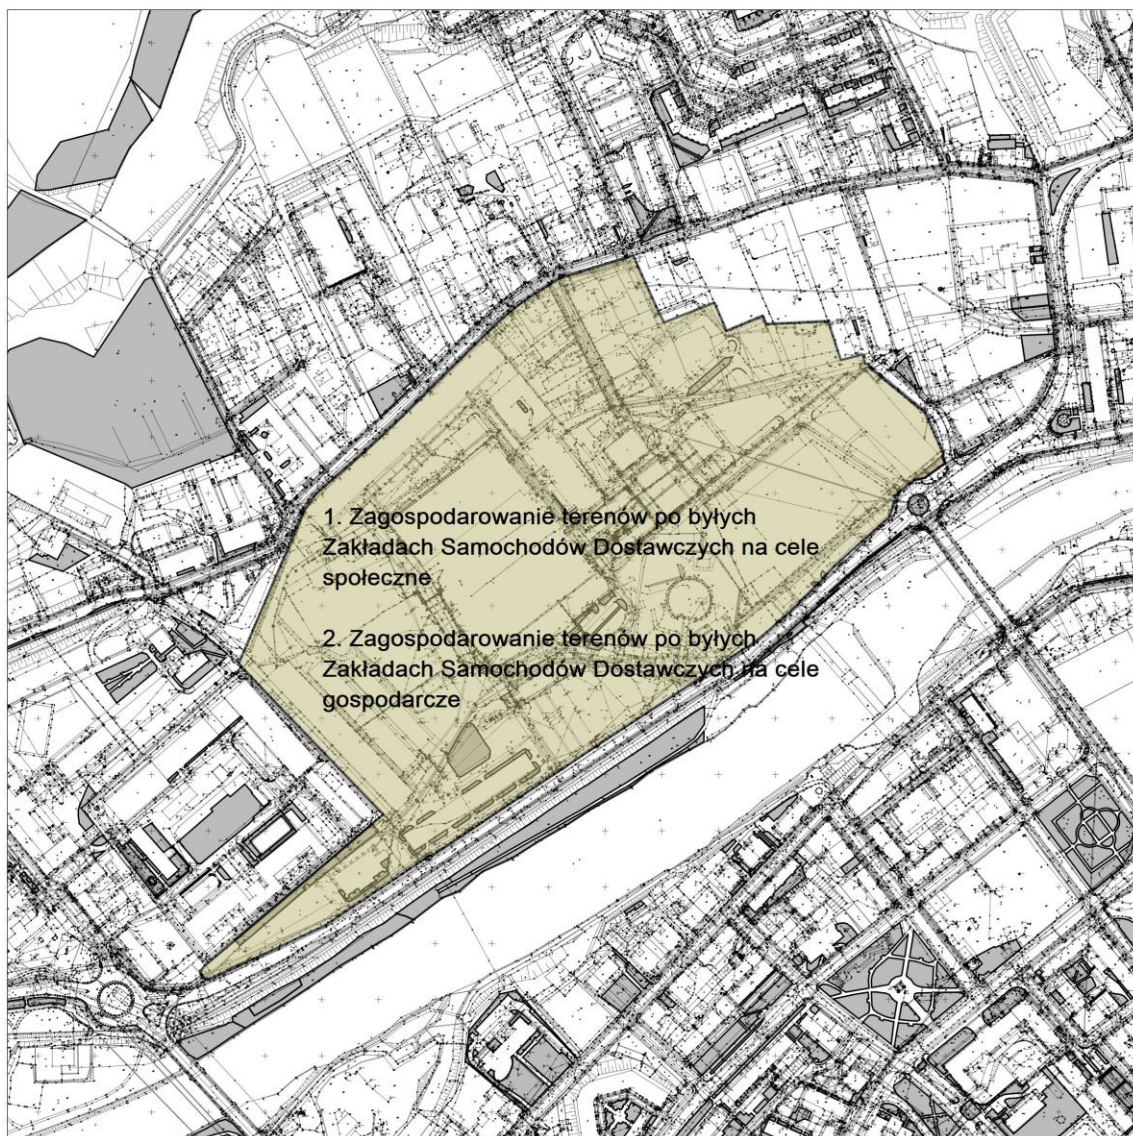 1. Zagospodarowanie terenów po byłych
Zakładach Samochodów Dostawczych na cele
społeczne
2. Zagospodarowanie terenów po byłych
Zakładach Samochodów Dostawczych na cele
gospodarcze